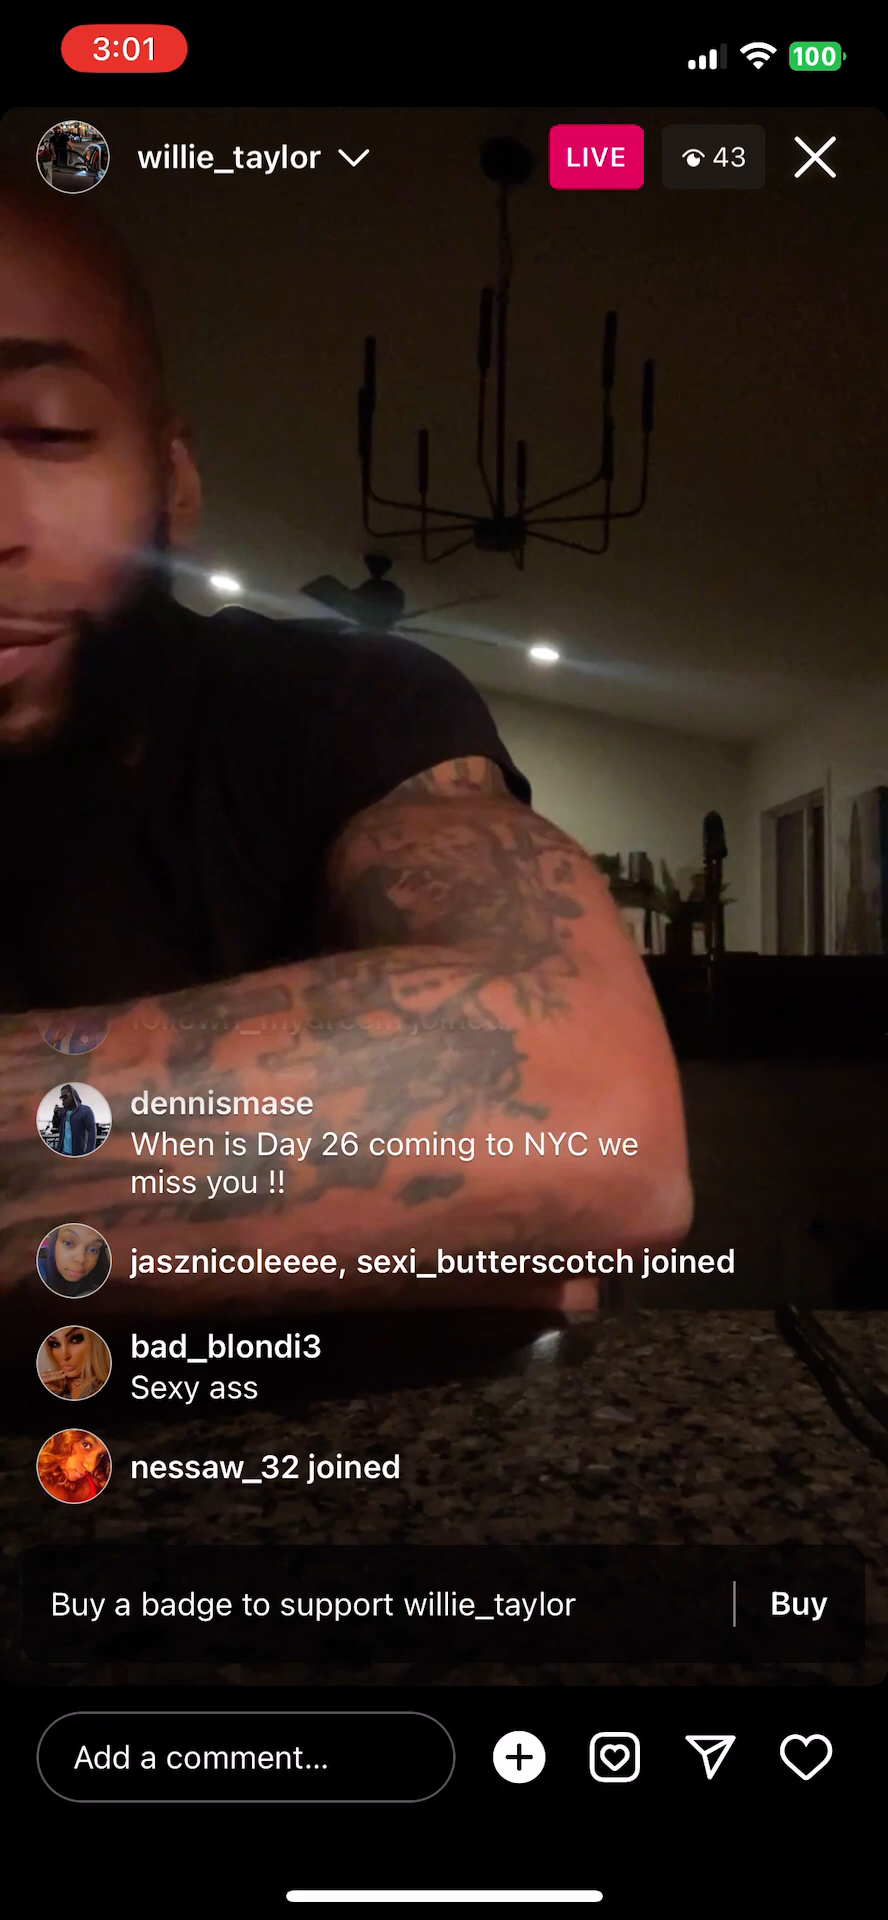 3:01
100
willie_taylor
LIVE
43
dennismase
When is Day 26 coming to NYC we
miss you !!
jasznicoleeee, sexi_butterscotch joined
bad_blondi3
Sexy ass
nessaw_32 joined
Buy a badge to support willie_taylor
Buy
Add a comment...